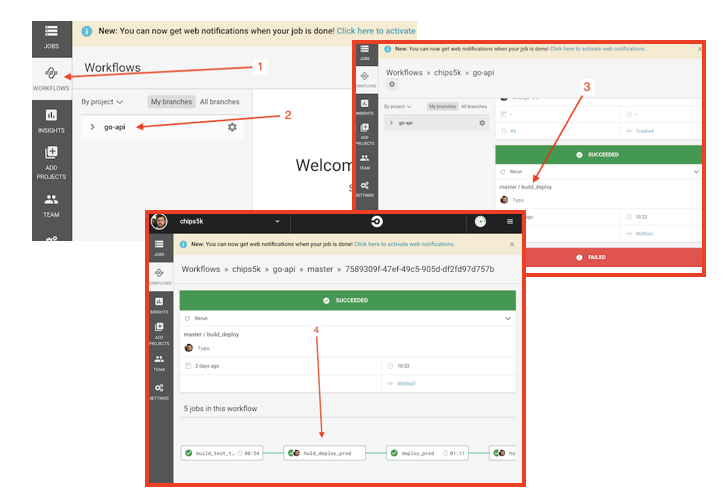 New: You can now get web notifications when your job is done! Click here to activate
JOBS
WORKFLOWS
INSIGHTS
ADD
PROJECTS
TEAM
Workflows
1
By project
My branches
All branches
go-api
2
Welcom
New: You can now get web notifications when your job is done! Click here to activate web notifications.
JOBS
INSIGHTS
ADD
PROJECTS
TEAM
SETTINGS
Workflows » chips5k » go-api
3
By project
My branches
All branches
go-api
-
-
#4
7caabe4
SUCCEEDED
Rerun
master / build_deploy
Typo
ago
10:22
d6bfba2
FAILED
chips5k
New: You can now get web notifications when your job is done! Click here to activate web notifications.
JOBS
WORKFLOWS
INSIGHTS
ADD
PROJECTS
TEAM
SETTINGS
Workflows » chips5k » go-api » master » 7589309f-47ef-49c5-905d-df2fd97d757b
SUCCEEDED
Rerun
4
master / build_deploy
Typo
2 days ago
10:22
d6bfba2
5 jobs in this workflow
build_test_t… 00:54
hold_deploy_prod
deploy_prod 01:11
ho